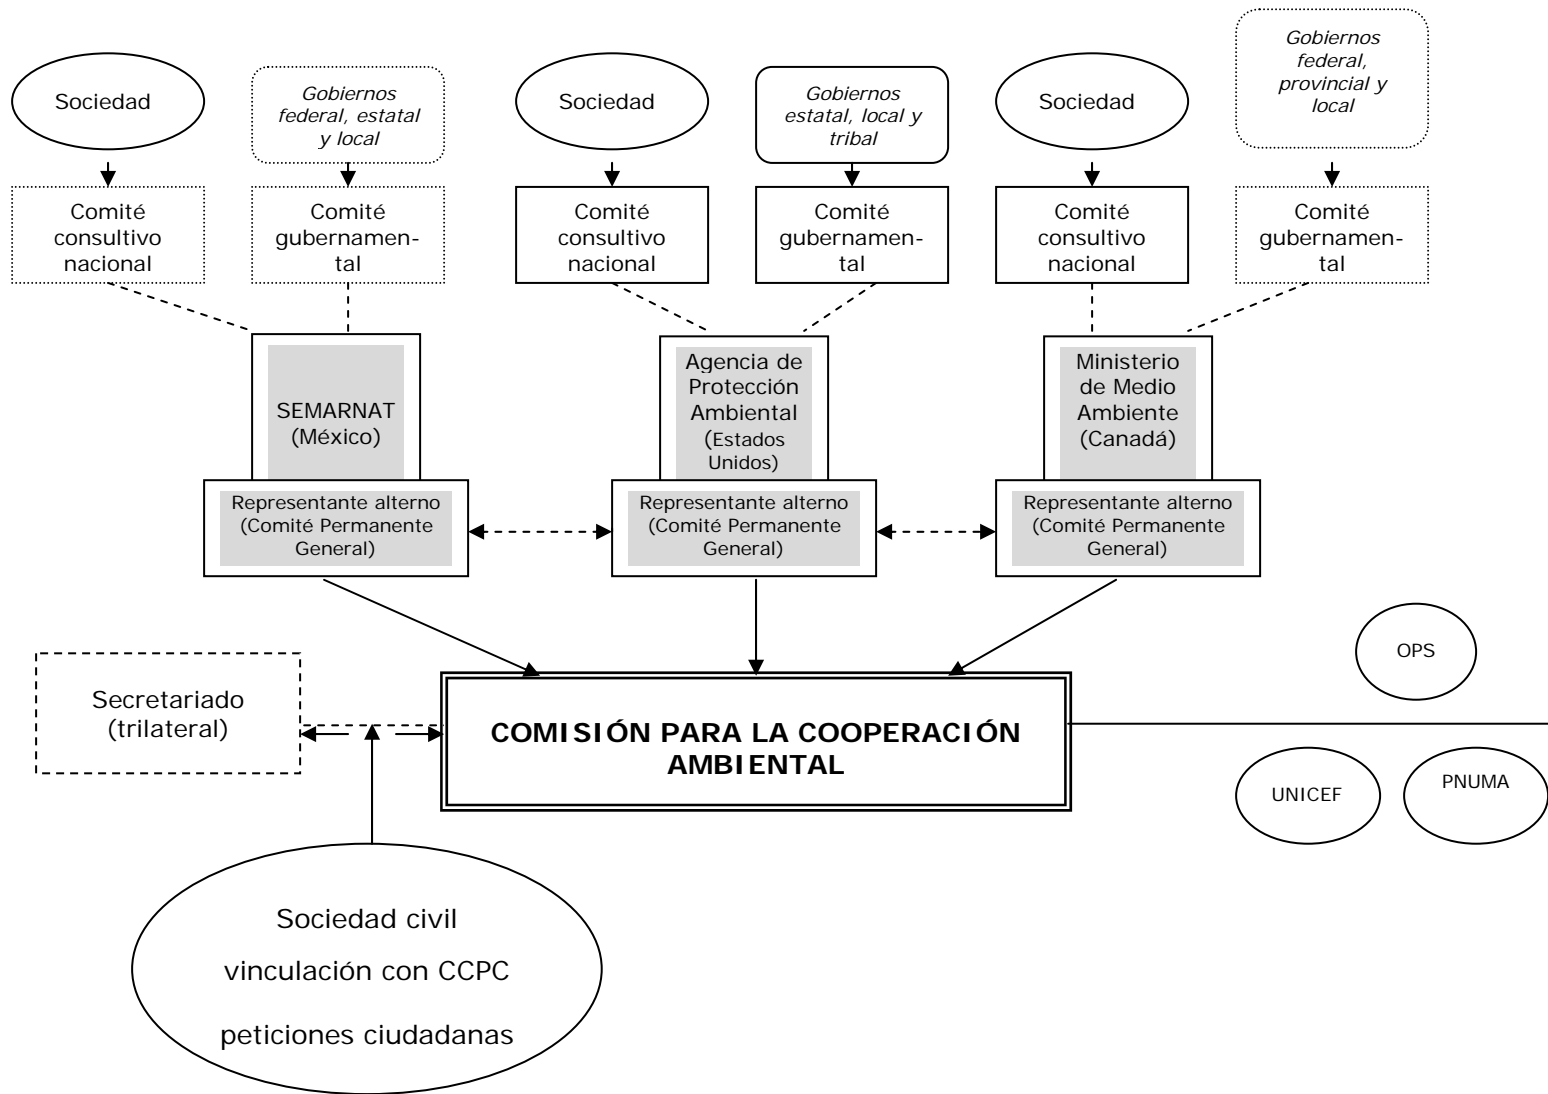 Sociedad
Gobiernos
federal, estatal
y local
Sociedad
Gobiernos
estatal, local y
tribal
Sociedad
Gobiernos
federal,
provincial y
local
Comité
consultivo
nacional
Comité
gubernamen-
tal
Comité
consultivo
nacional
Comité
gubernamen-
tal
Comité
consultivo
nacional
Comité
gubernamen-
tal
SEMARNAT
(México)
Agencia de
Protección
Ambiental
(Estados
Unidos)
Ministerio
de Medio
Ambiente
(Canadá)
Representante alterno
(Comité Permanente
General)
Representante alterno
(Comité Permanente
General)
Representante alterno
(Comité Permanente
General)
Secretariado
(trilateral)
COMISIÓN PARA LA COOPERACIÓN
AMBIENTAL
OPS
UNICEF
PNUMA
Sociedad civil
vinculación con CCPC
peticiones ciudadanas